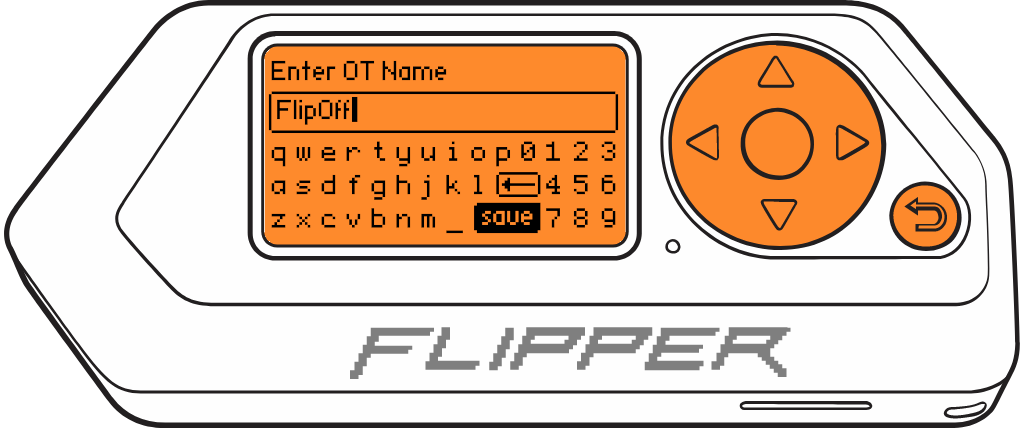 Enter OT Name
FlipOff
q w e r t y u i o p 0 1 2 3
a s d f g h j k l 4 5 6
z x c v b n m _ save 7 8 9
FLIPPER